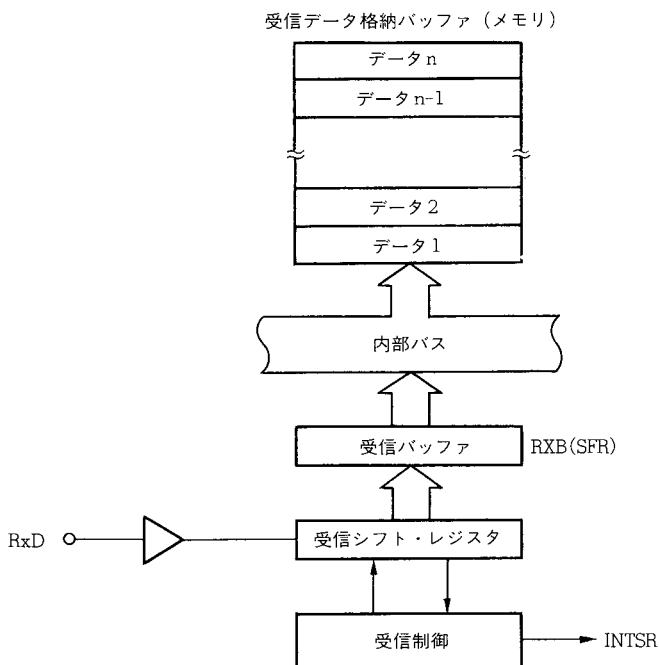 受信データ格納バッファ（メモリ）
データn
データn-1
データ2
データ1
内部バス
受信バッファ RXB(SFR)
RxD 受信シフト・レジスタ
受信制御 INTSR